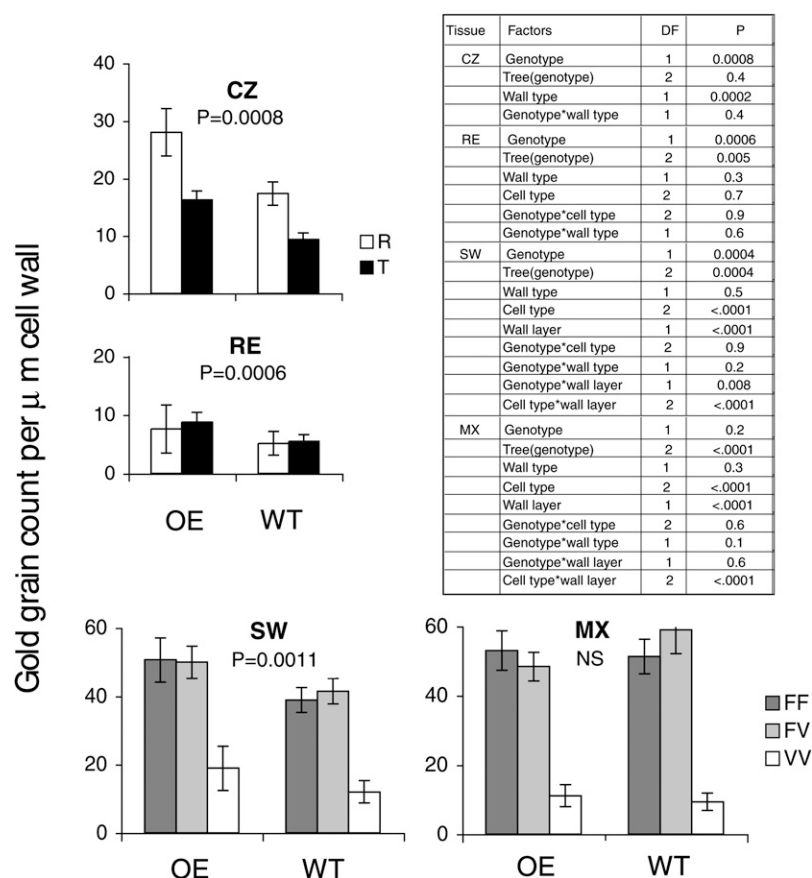 Gold grain count per μ m cell wall
40
30
20
10
0
CZ
P=0.0008
R
T
20
10
0
RE
P=0.0006
OE WT
Tissue Factors DF P
CZ Genotype 1 0.0008
Tree(genotype) 2 0.4
Wall type 1 0.0002
Genotype*wall type 1 0.4
RE Genotype 1 0.0006
Tree(genotype) 2 0.005
Wall type 1 0.3
Cell type 2 0.7
Genotype*cell type 2 0.9
Genotype*wall type 1 0.6
SW Genotype 1 0.0004
Tree(genotype) 2 0.0004
Wall type 1 0.5
Cell type 2 <.0001
Wall layer 1 <.0001
Genotype*cell type 2 0.9
Genotype*wall type 1 0.2
Genotype*wall layer 1 0.008
Cell type*wall layer 2 <.0001
MX Genotype 1 0.2
Tree(genotype) 2 <.0001
Wall type 1 0.3
Cell type 2 <.0001
Wall layer 1 <.0001
Genotype*cell type 2 0.6
Genotype*wall type 1 0.1
Genotype*wall layer 1 0.6
Cell type*wall layer 2 <.0001
60
40
20
0
SW
P=0.0011
OE WT
60
40
20
0
MX
NS
OE WT
FF
FV
VV